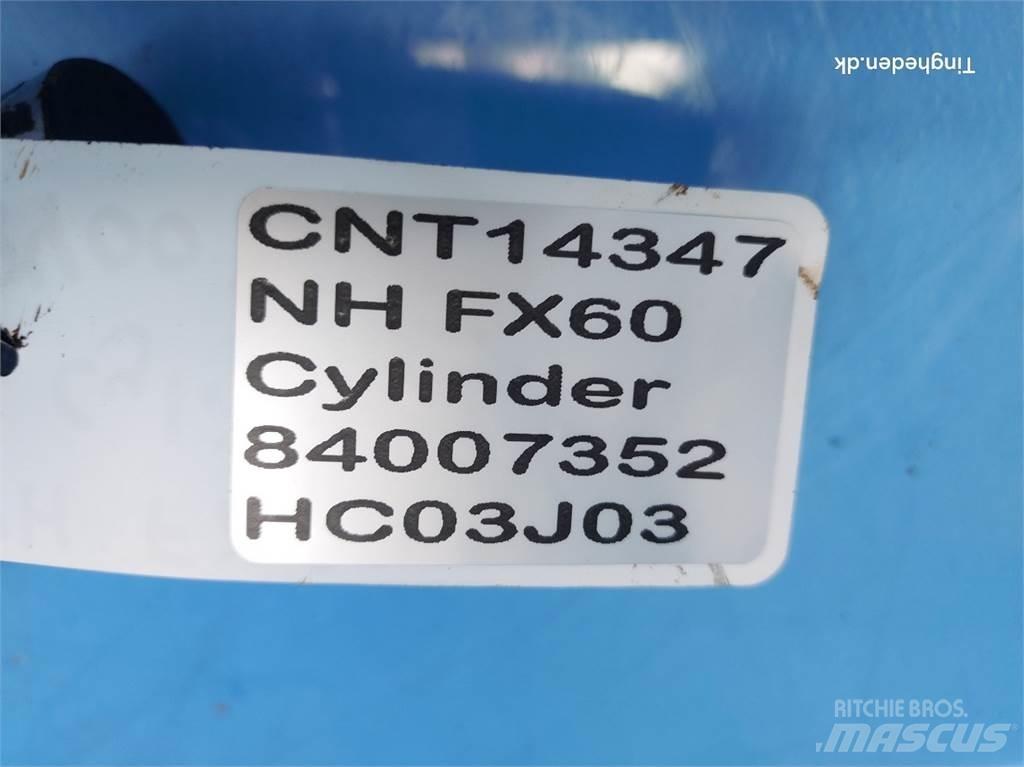 Tingheden.dk
CNT14347
NH FX60
Cylinder
84007352
HC03J03
RITCHIE BROS.
MASCUS